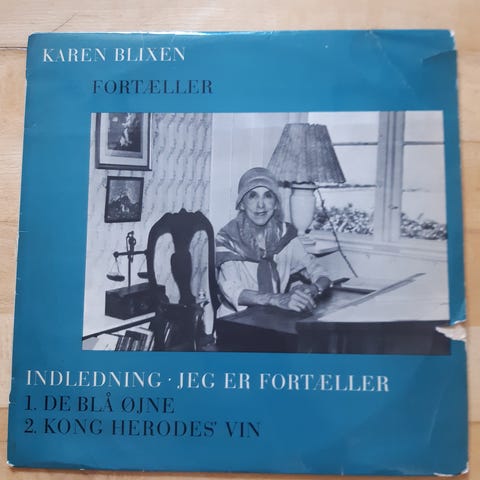 KAREN BLIXEN
FORTÆLLER
INDLEDNING · JEG ER FORTÆLLER
1. DE BLÅ ØJNE
2. KONG HERODES' VIN